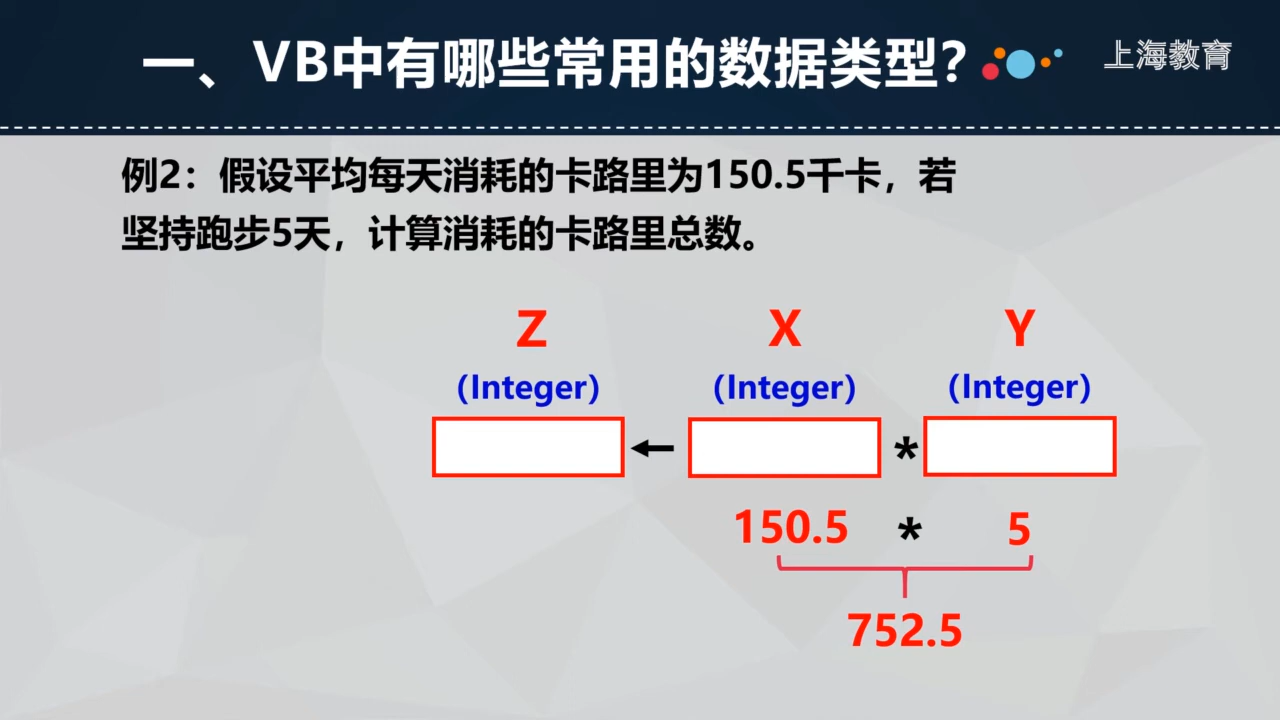 一、VB中有哪些常用的数据类型?
上海教育
例2：假设平均每天消耗的卡路里为150.5千卡，若
坚持跑步5天，计算消耗的卡路里总数。
Z X Y
（Integer） （Integer） （Integer）
← *
150.5 * 5
752.5